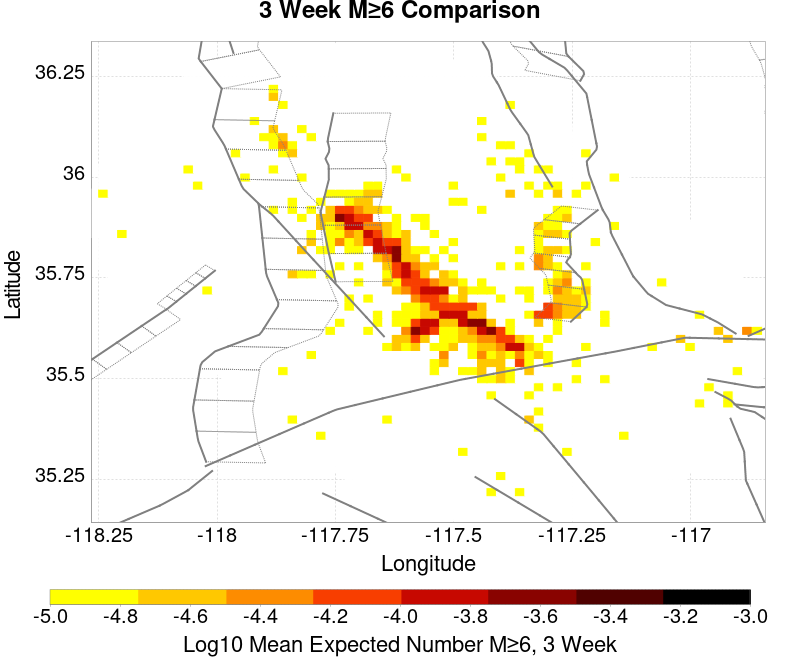 3 Week M≥6 Comparison
36.25
36
35.75
35.5
35.25
Latitude
-118.25 -118 -117.75 -117.5 -117.25 -117
Longitude
-5.0 -4.8 -4.6 -4.4 -4.2 -4.0 -3.8 -3.6 -3.4 -3.2 -3.0
Log10 Mean Expected Number M≥6, 3 Week